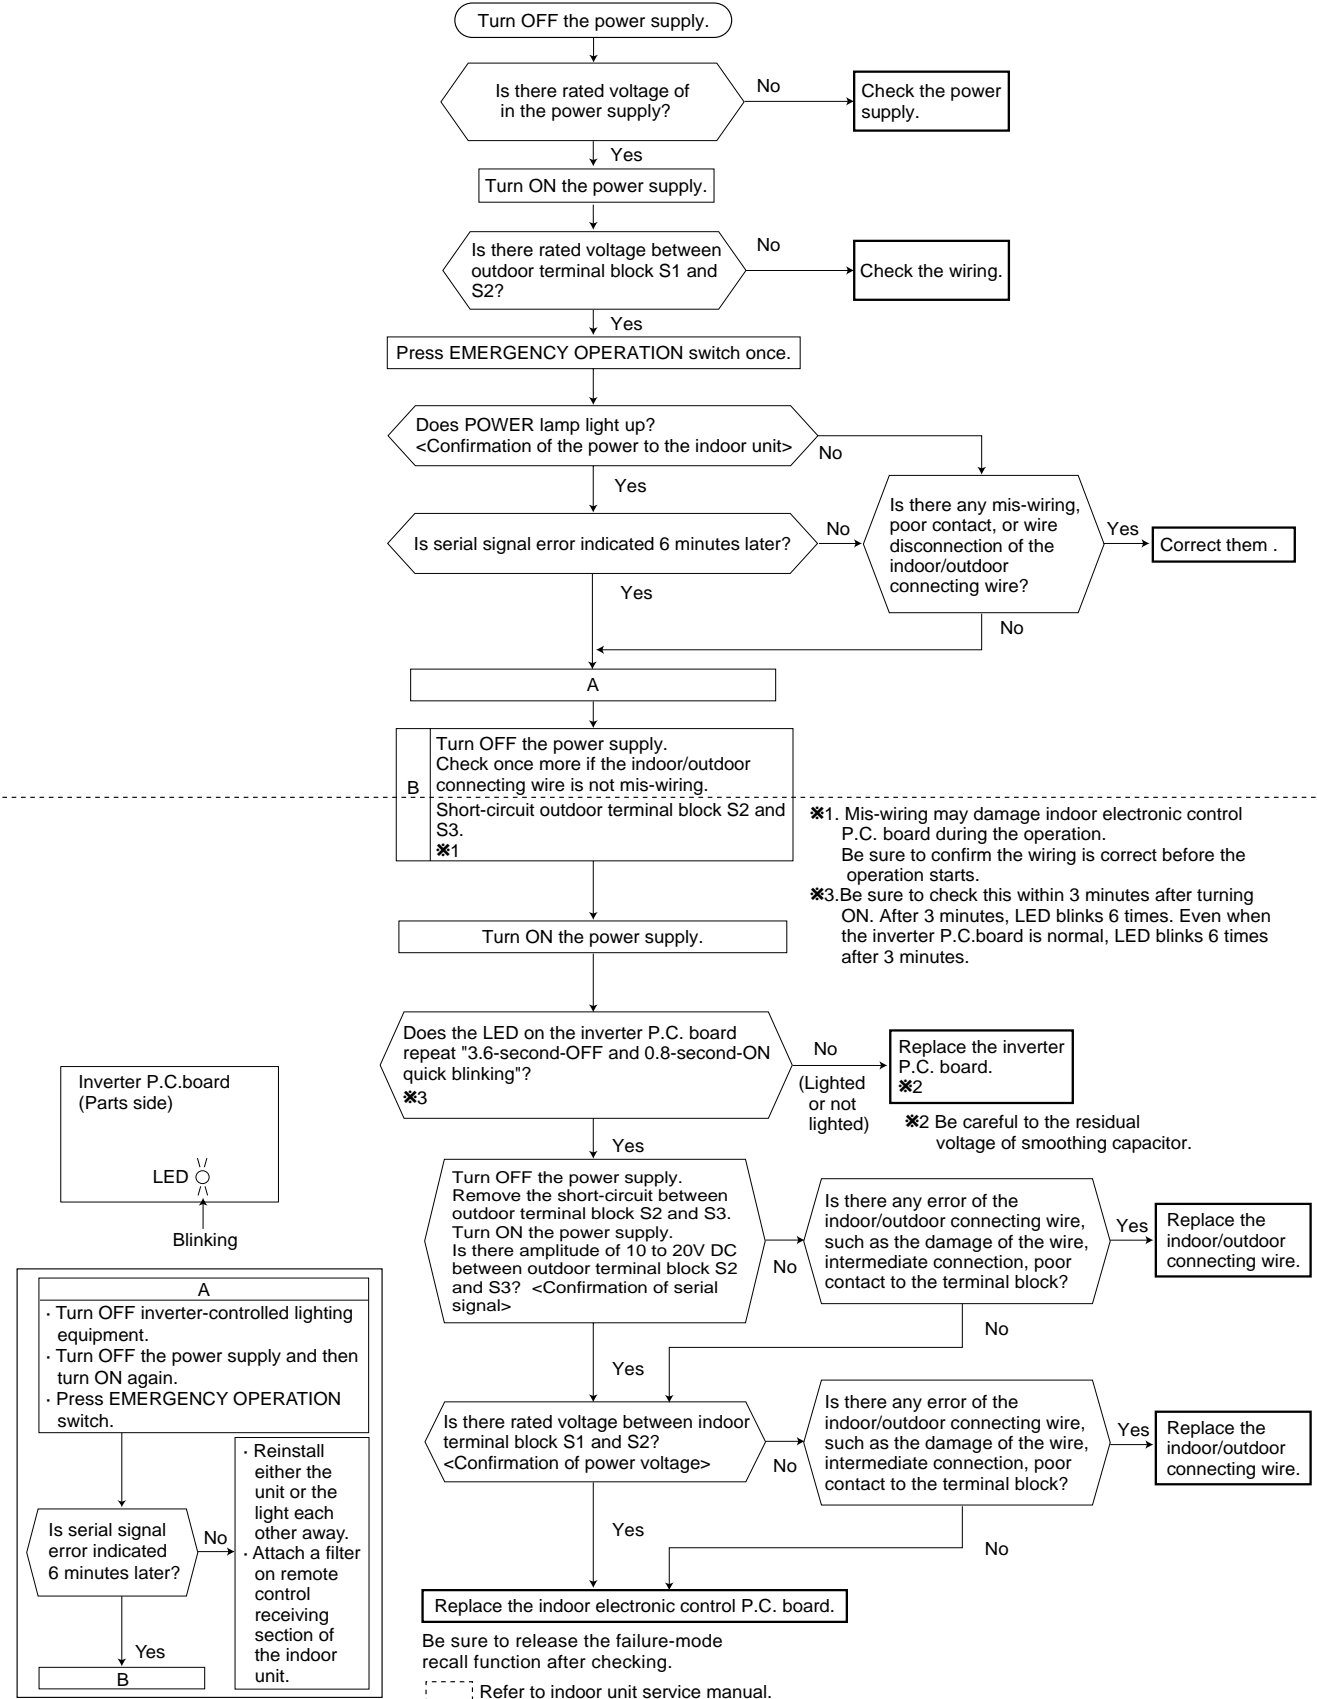 Turn OFF the power supply.
Is there rated voltage of
in the power supply?
No
Check the power
supply.
Yes
Turn ON the power supply.
Is there rated voltage between
outdoor terminal block S1 and
S2?
No
Check the wiring.
Yes
Press EMERGENCY OPERATION switch once.
Does POWER lamp light up?
<Confirmation of the power to the indoor unit>
No
Yes
Is serial signal error indicated 6 minutes later?
No
Is there any mis-wiring,
poor contact, or wire
disconnection of the
indoor/outdoor
connecting wire?
Yes
Correct them .
Yes
No
A
B
Turn OFF the power supply.
Check once more if the indoor/outdoor
connecting wire is not mis-wiring.
Short-circuit outdoor terminal block S2 and
S3.
※1
※1. Mis-wiring may damage indoor electronic control
P.C. board during the operation.
Be sure to confirm the wiring is correct before the
operation starts.
※3.Be sure to check this within 3 minutes after turning
ON. After 3 minutes, LED blinks 6 times. Even when
the inverter P.C.board is normal, LED blinks 6 times
after 3 minutes.
Turn ON the power supply.
Does the LED on the inverter P.C. board
repeat "3.6-second-OFF and 0.8-second-ON
quick blinking"?
※3
No
(Lighted
or not
lighted)
Replace the inverter
P.C. board.
※2
※2 Be careful to the residual
voltage of smoothing capacitor.
Yes
Inverter P.C.board
(Parts side)
LED
Blinking
Turn OFF the power supply.
Remove the short-circuit between
outdoor terminal block S2 and S3.
Turn ON the power supply.
Is there amplitude of 10 to 20V DC
between outdoor terminal block S2
and S3? <Confirmation of serial
signal>
No
Is there any error of the
indoor/outdoor connecting wire,
such as the damage of the wire,
intermediate connection, poor
contact to the terminal block?
Yes
Replace the
indoor/outdoor
connecting wire.
No
Yes
Is there rated voltage between indoor
terminal block S1 and S2?
<Confirmation of power voltage>
No
Is there any error of the
indoor/outdoor connecting wire,
such as the damage of the wire,
intermediate connection, poor
contact to the terminal block?
Yes
Replace the
indoor/outdoor
connecting wire.
Yes
No
Replace the indoor electronic control P.C. board.
Be sure to release the failure-mode
recall function after checking.
Refer to indoor unit service manual.
A
· Turn OFF inverter-controlled lighting
equipment.
· Turn OFF the power supply and then
turn ON again.
· Press EMERGENCY OPERATION
switch.
Is serial signal
error indicated
6 minutes later?
No
· Reinstall
either the
unit or the
light each
other away.
· Attach a filter
on remote
control
receiving
section of
the indoor
unit.
Yes
B